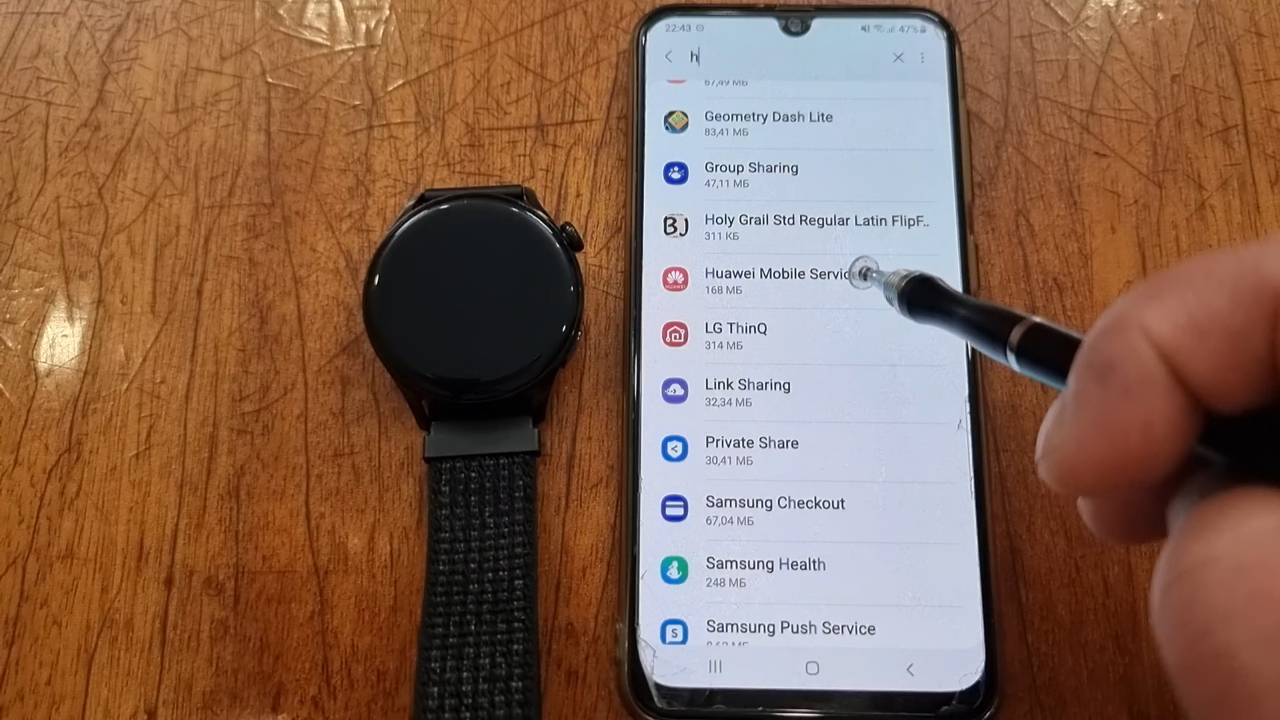 22:43
47%
h
67,49 МБ
Geometry Dash Lite
83,41 МБ
Group Sharing
47,11 МБ
Holy Grail Std Regular Latin FlipF..
311 КБ
Huawei Mobile Servic
168 МБ
LG ThinQ
314 МБ
Link Sharing
32,34 МБ
Private Share
30,41 МБ
Samsung Checkout
67,04 МБ
Samsung Health
248 МБ
Samsung Push Service